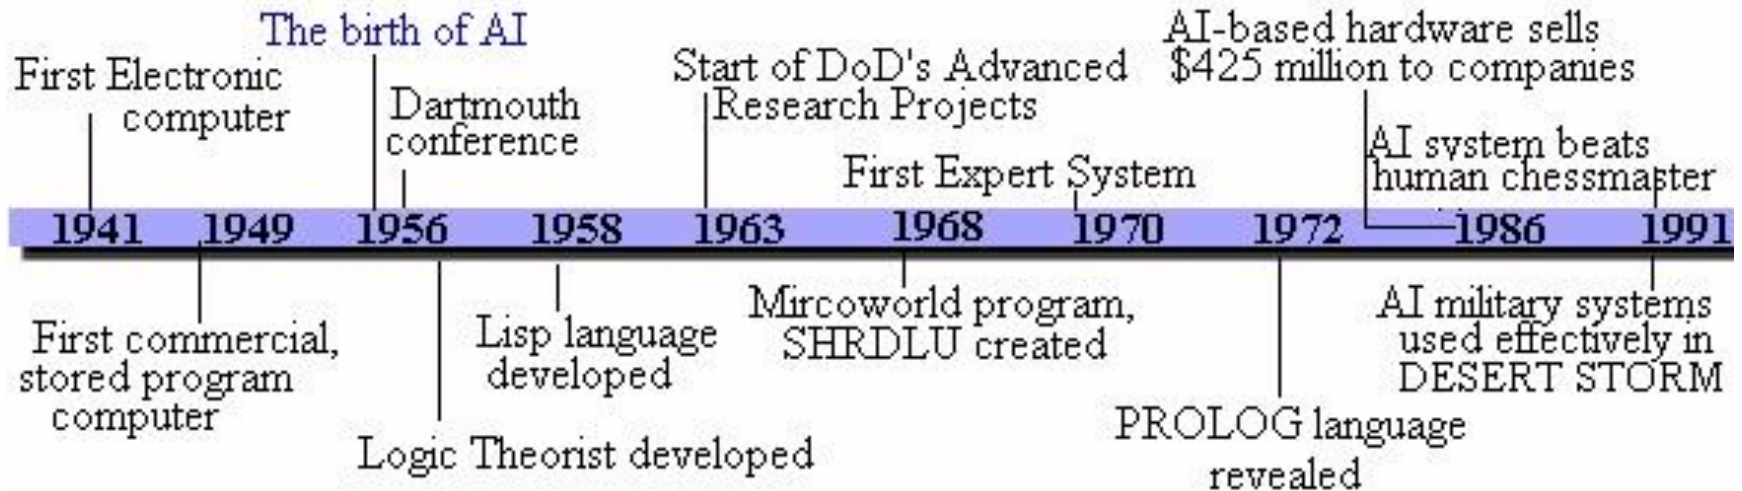 The birth of AI
First Electronic
computer
Dartmouth
conference
Start of DoD's Advanced
Research Projects
First Expert System
AI-based hardware sells
$425 million to companies
AI system beats
human chessmaster
1941 1949 1956 1958 1963 1968 1970 1972 1986 1991
First commercial,
stored program
computer
Logic Theorist developed
Lisp language
developed
Mircoworld program,
SHRDLU created
PROLOG language
revealed
AI military systems
used effectively in
DESERT STORM